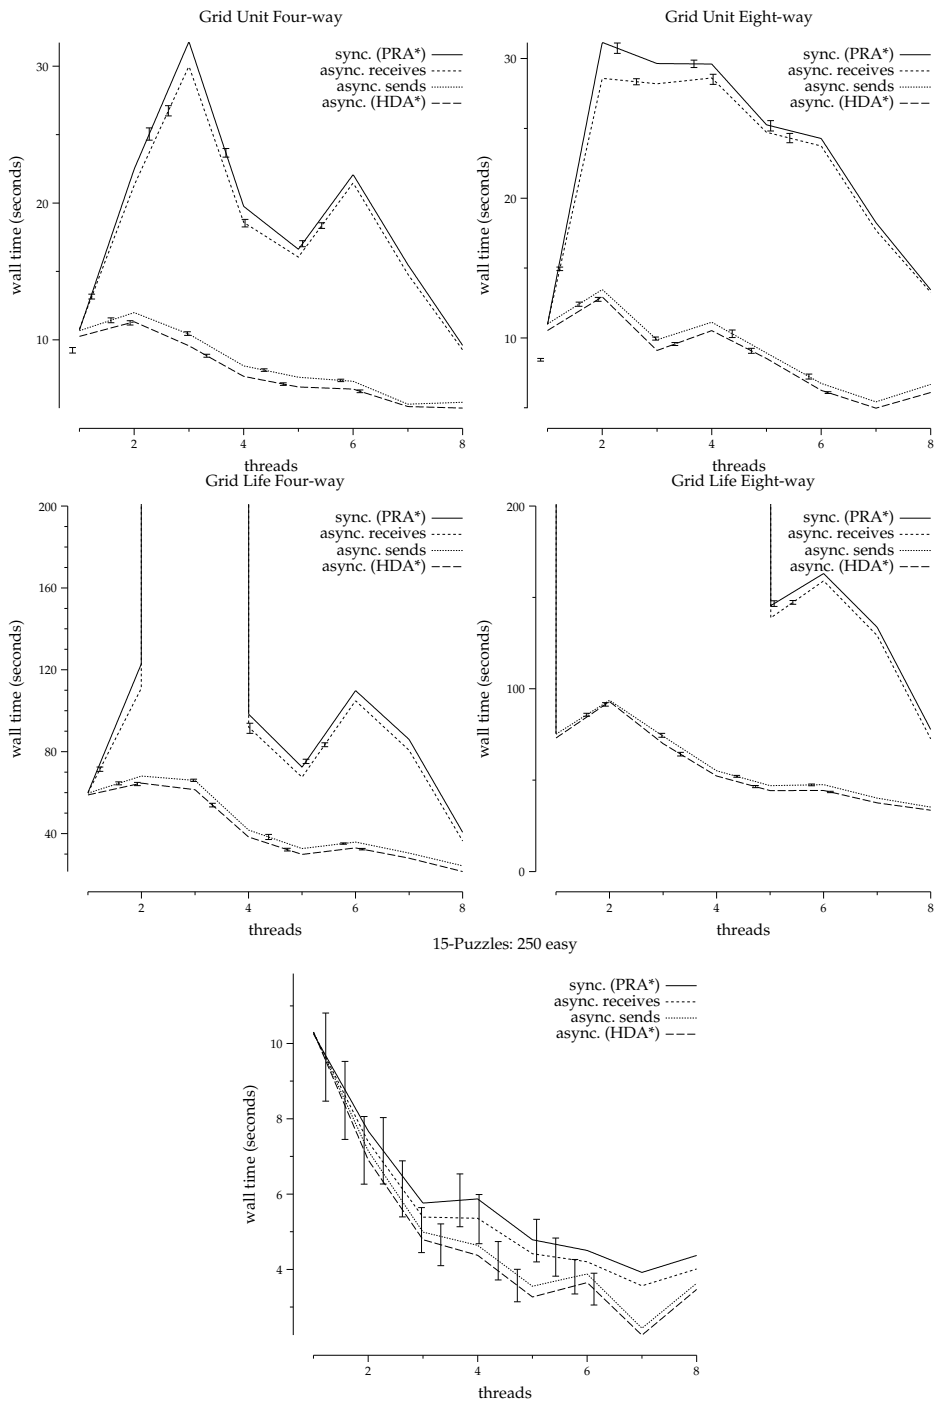 Grid Unit Four-way
sync. (PRA*)
async. receives
async. sends
async. (HDA*)
30
20
10
wall time (seconds)
2
4
6
8
threads
Grid Unit Eight-way
sync. (PRA*)
async. receives
async. sends
async. (HDA*)
30
20
10
wall time (seconds)
2
4
6
8
threads
Grid Life Four-way
sync. (PRA*)
async. receives
async. sends
async. (HDA*)
200
160
120
80
40
wall time (seconds)
2
4
6
8
threads
Grid Life Eight-way
sync. (PRA*)
async. receives
async. sends
async. (HDA*)
200
100
0
wall time (seconds)
2
4
6
8
threads
15-Puzzles: 250 easy
sync. (PRA*)
async. receives
async. sends
async. (HDA*)
10
8
6
4
wall time (seconds)
2
4
6
8
threads